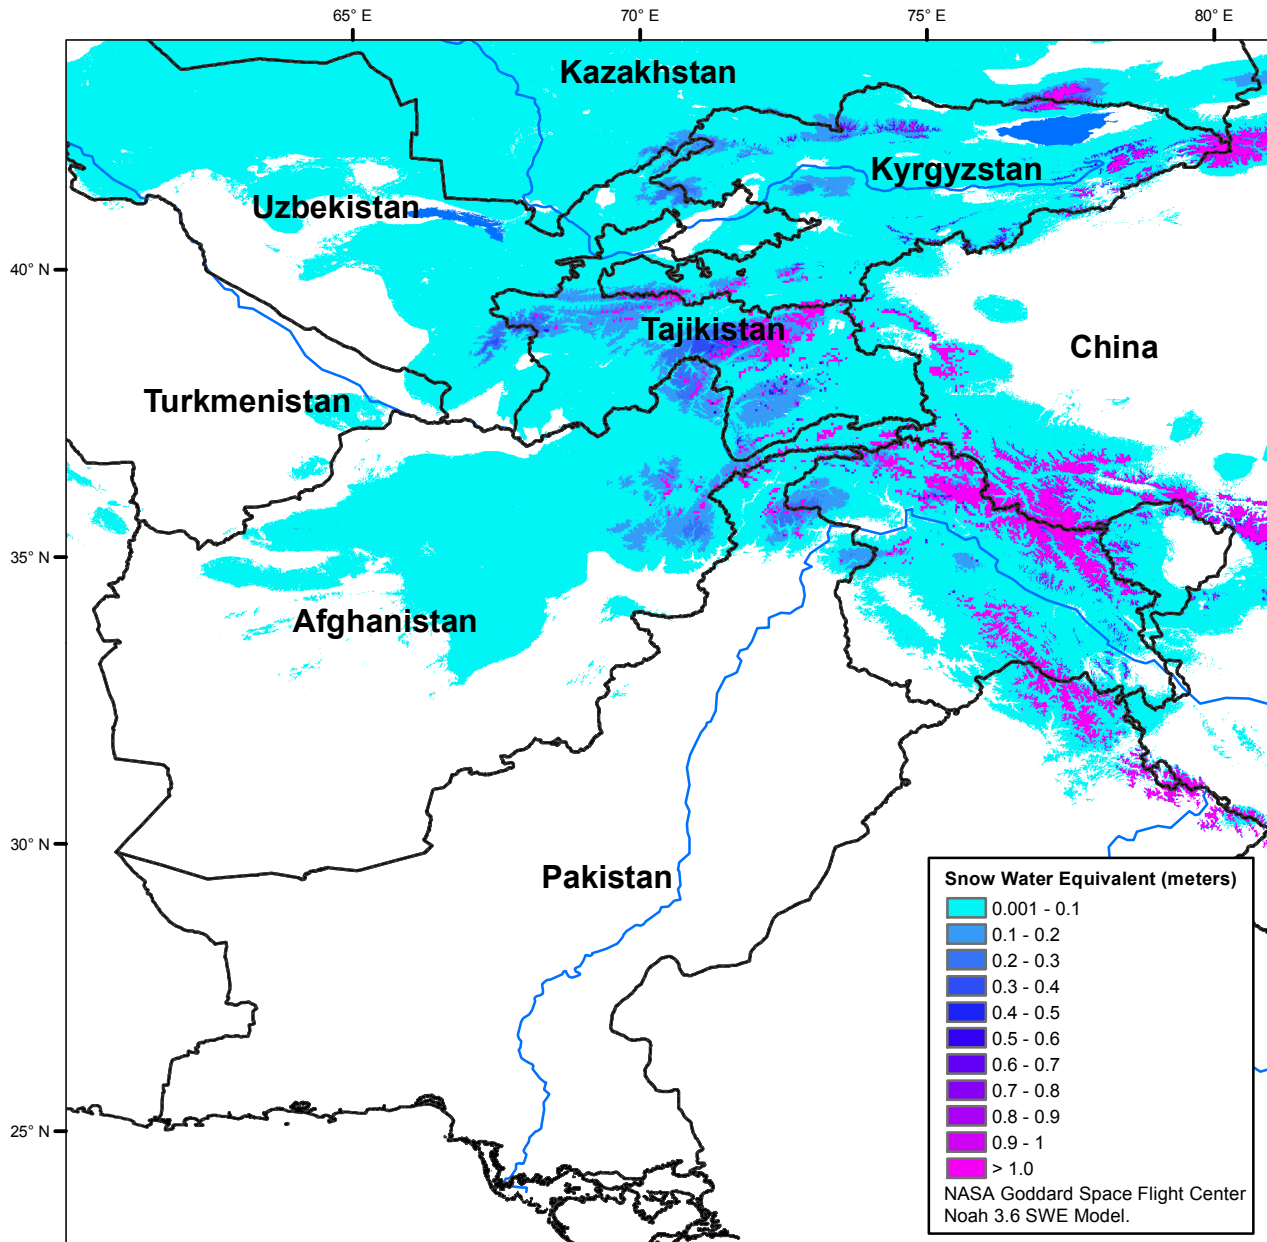 65° E
70° E
75° E
80° E
Kazakhstan
Kyrgyzstan
Uzbekistan
40° N
Tajikistan
China
Turkmenistan
35° N
Afghanistan
30° N
Pakistan
Snow Water Equivalent (meters)
0.001 - 0.1
0.1 - 0.2
0.2 - 0.3
0.3 - 0.4
0.4 - 0.5
0.5 - 0.6
0.6 - 0.7
0.7 - 0.8
0.8 - 0.9
0.9 - 1
> 1.0
NASA Goddard Space Flight Center
Noah 3.6 SWE Model.
25° N